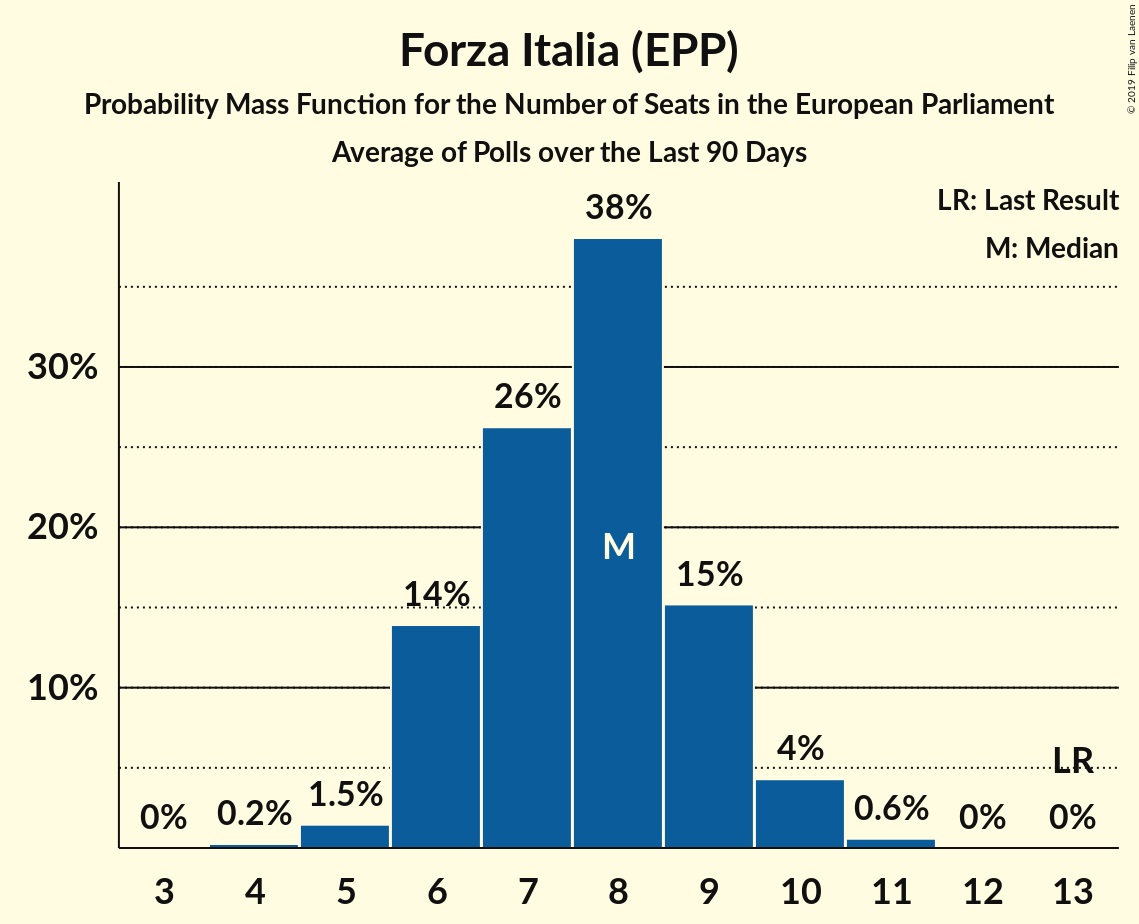 Forza Italia (EPP)
Probability Mass Function for the Number of Seats in the European Parliament
Average of Polls over the Last 90 Days
© 2019 Filip van Laenen
LR: Last Result
M: Median
38%
30%
26%
20%
M
15%
14%
10%
4%
LR
1.5%
0.6%
0.2%
0%
0%
0%
3 4 5 6 7 8 9 10 11 12 13